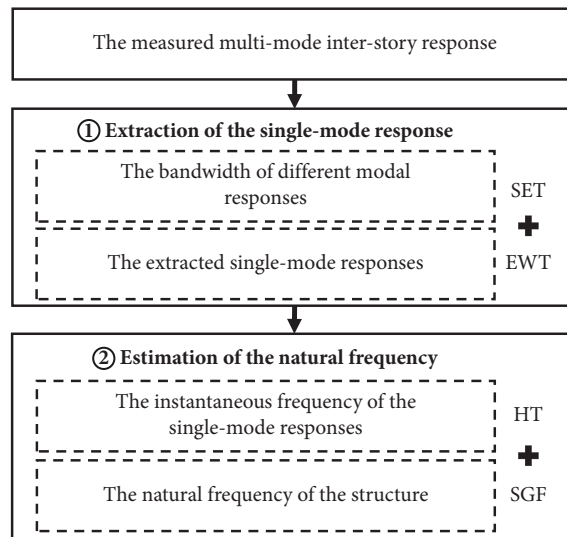 The measured multi-mode inter-story response
① Extraction of the single-mode response
The bandwidth of different modal
responses
SET
The extracted single-mode responses
EWT
② Estimation of the natural frequency
The instantaneous frequency of the
single-mode responses
HT
The natural frequency of the structure
SGF